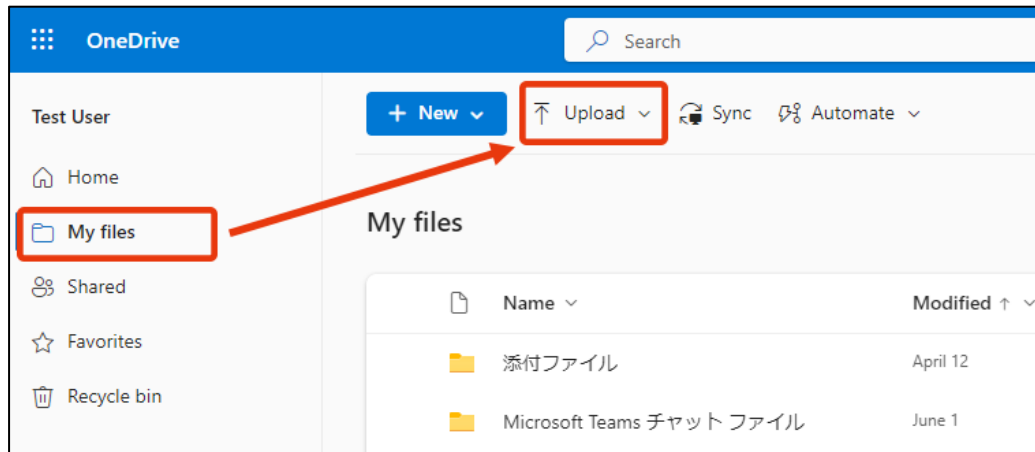 OneDrive
Search
Test User
Home
My files
Shared
Favorites
Recycle bin
+ New
Upload
Sync
Automate
My files
Name
Modified
添付ファイル
April 12
Microsoft Teams チャット ファイル
June 1